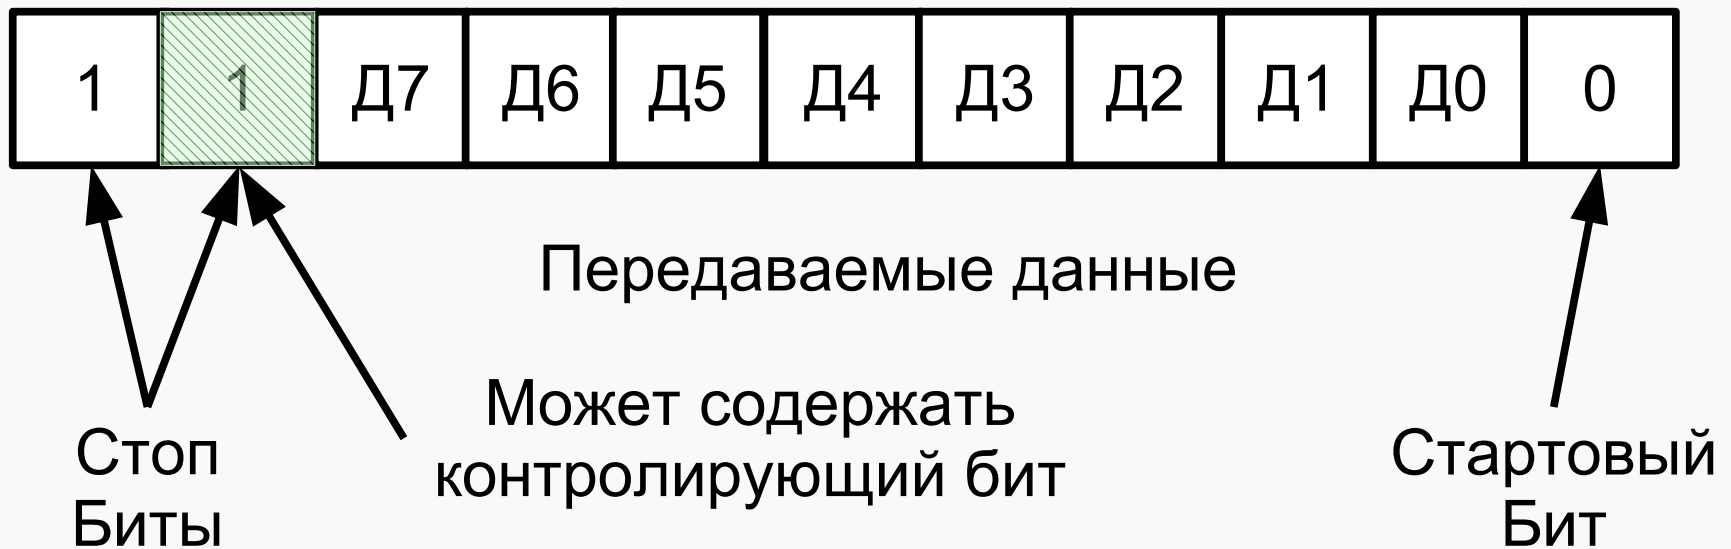 1 1 Д7 Д6 Д5 Д4 Д3 Д2 Д1 Д0 0
Передаваемые данные
Может содержать
контролирующий бит
Стоп
Биты
Стартовый
Бит